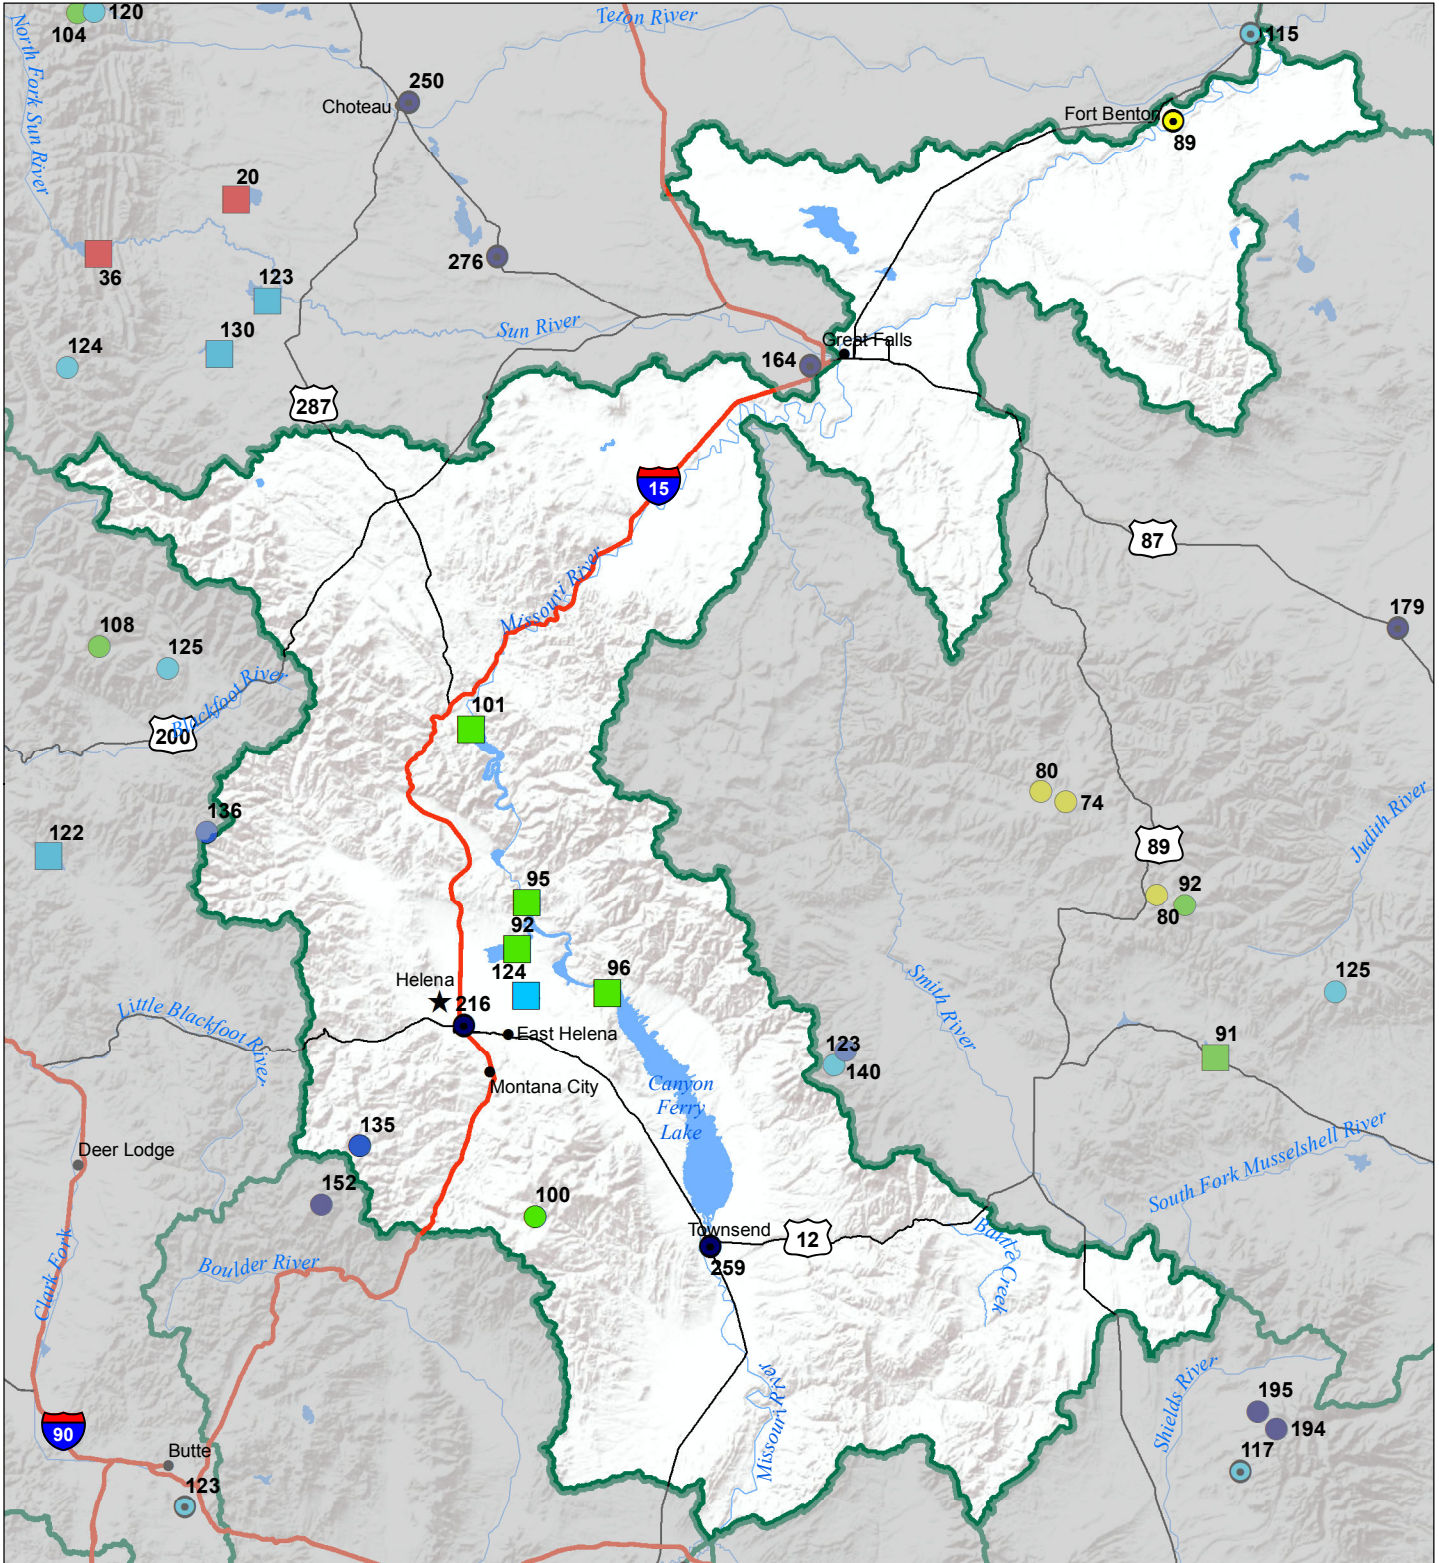 120
104
Teton River
115
North Fork Sun River
250
Choteau
Fort Benton
89
20
36
276
123
Sun River
130
124
Great Falls
164
287
15
87
Missouri River
179
108
125
Blackfoot River
200
101
80
74
136
122
89
Judith River
95
92
80
92
124
96
Helena
216
East Helena
Smith River
125
Little Blackfoot River
Montana City
Canyon
Ferry
Lake
123
140
91
135
Deer Lodge
152
100
South Fork Musselshell River
Townsend
12
259
Battle Creek
Boulder River
Clark Fork
Missouri River
Shields River
195
194
117
90
Butte
123